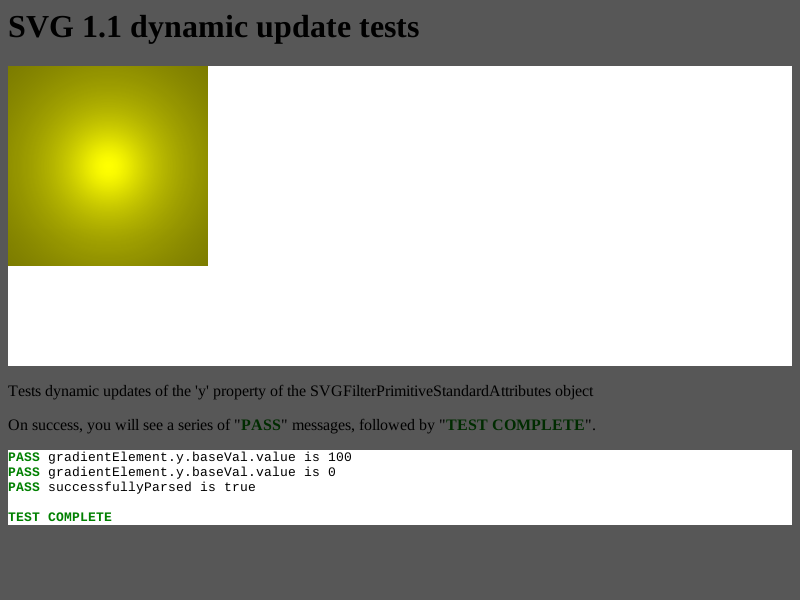 SVG 1.1 dynamic update tests
Tests dynamic updates of the 'y' property of the SVGFilterPrimitiveStandardAttributes object
On success, you will see a series of "PASS" messages, followed by "TEST COMPLETE".
PASS gradientElement.y.baseVal.value is 100
PASS gradientElement.y.baseVal.value is 0
PASS successfullyParsed is true
TEST COMPLETE